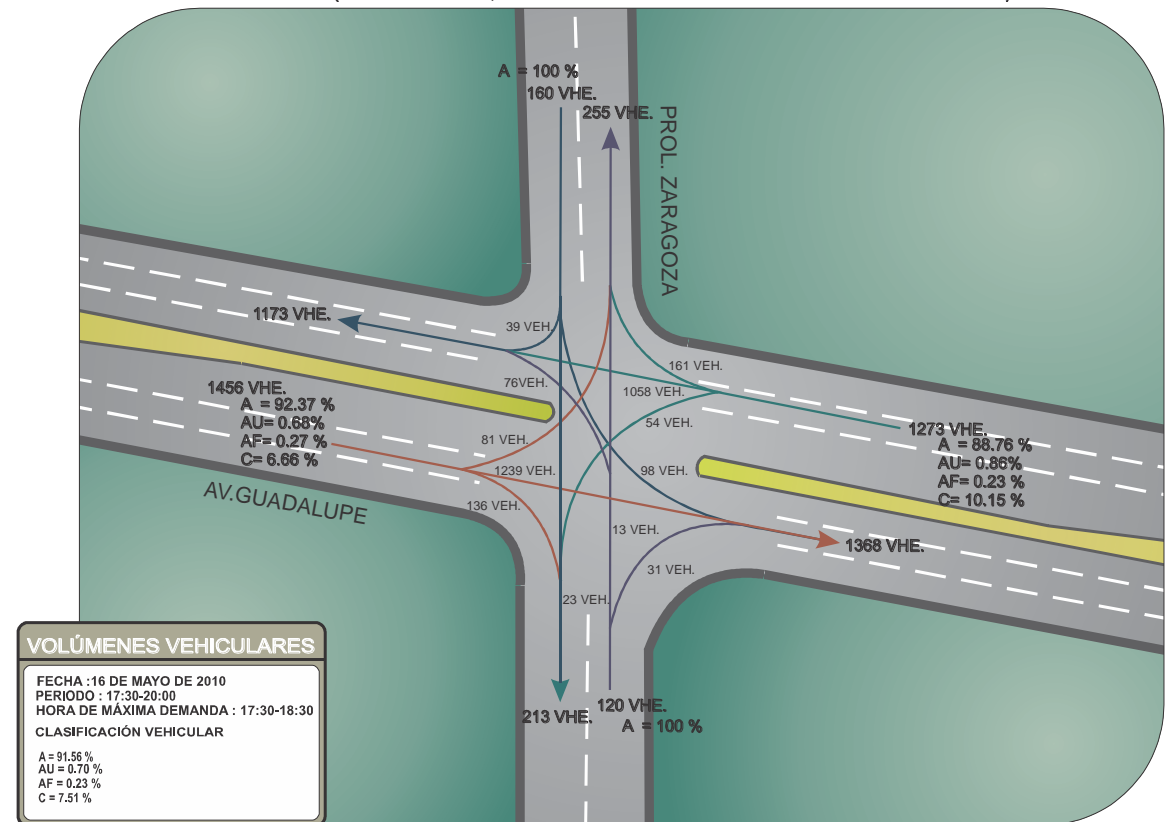 A = 100 %
160 VHE.
255 VHE.
PROL. ZARAGOZA
1173 VHE.
39 VEH.
161 VEH.
76VEH.
1058 VEH.
1456 VHE.
A = 92.37 %
AU= 0.68%
AF= 0.27 %
C= 6.66 %
54 VEH.
1273 VHE.
A = 88.76 %
AU= 0.86%
AF= 0.23 %
C= 10.15 %
81 VEH.
1239 VEH.
98 VEH.
136 VEH.
AV.GUADALUPE
13 VEH.
1368 VHE.
31 VEH.
23 VEH.
213 VHE.
120 VHE.
A = 100 %
VOLÚMENES VEHICULARES
FECHA :16 DE MAYO DE 2010
PERIODO : 17:30-20:00
HORA DE MÁXIMA DEMANDA : 17:30-18:30
CLASIFICACIÓN VEHICULAR
A = 91.56 %
AU = 0.70 %
AF = 0.23 %
C = 7.51 %